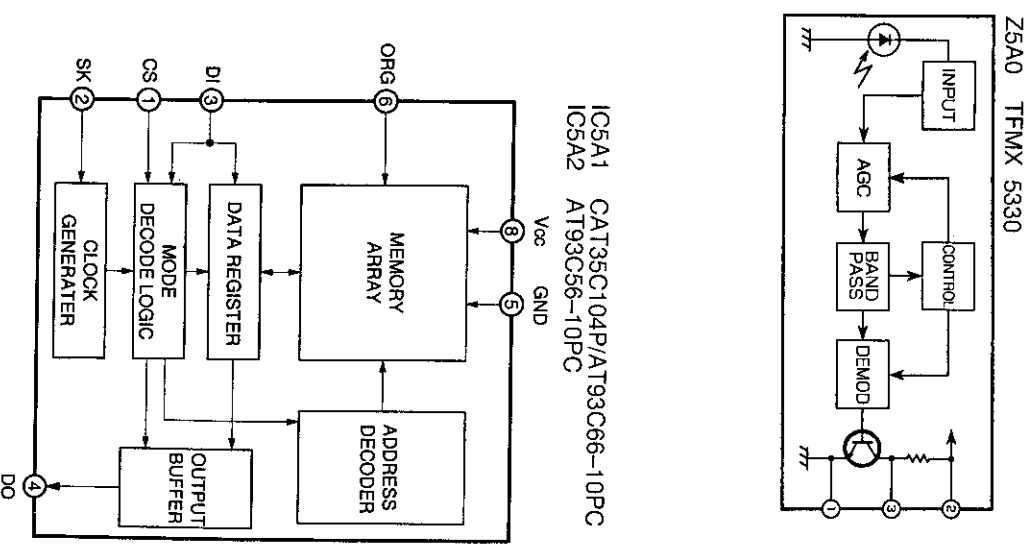 Z5A0 TFMX 5330
INPUT
AGC
CONTROL
BAND
PASS
DEMOD
1
3
2
IC5A1 CAT35C104P/AT93C66-10PC
IC5A2 AT93C56-10PC
ORG
6
DI
3
CS
1
SK
2
Vcc
8
GND
5
MEMORY
ARRAY
DATA REGISTER
MODE
DECODE LOGIC
CLOCK
GENERATER
ADDRESS
DECODER
OUTPUT
BUFFER
4
DO